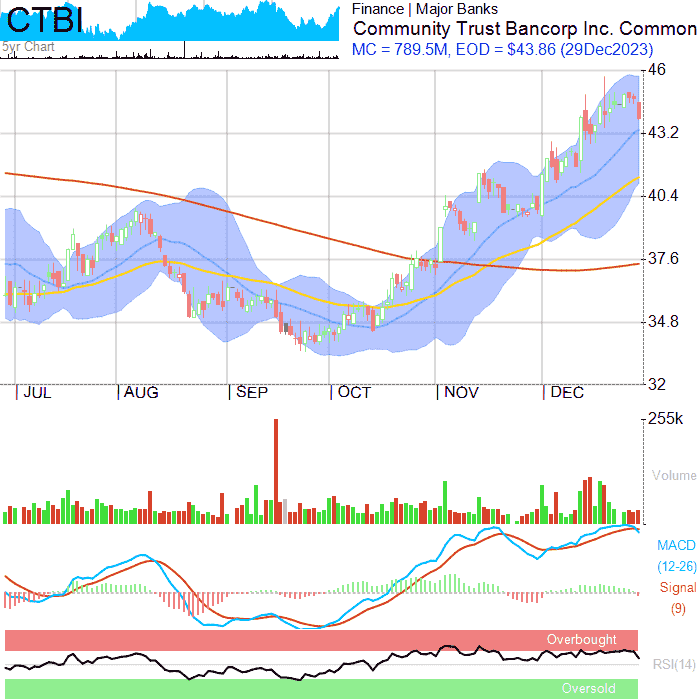 CTBI
5yr Chart
Finance | Major Banks
Community Trust Bancorp Inc. Common
MC = 789.5M, EOD = $43.86 (29Dec2023)
46
43.2
40.4
37.6
34.8
32
JUL AUG SEP OCT NOV DEC
255k
Volume
MACD
(12-26)
Signal
(9)
Overbought
RSI(14)
Oversold